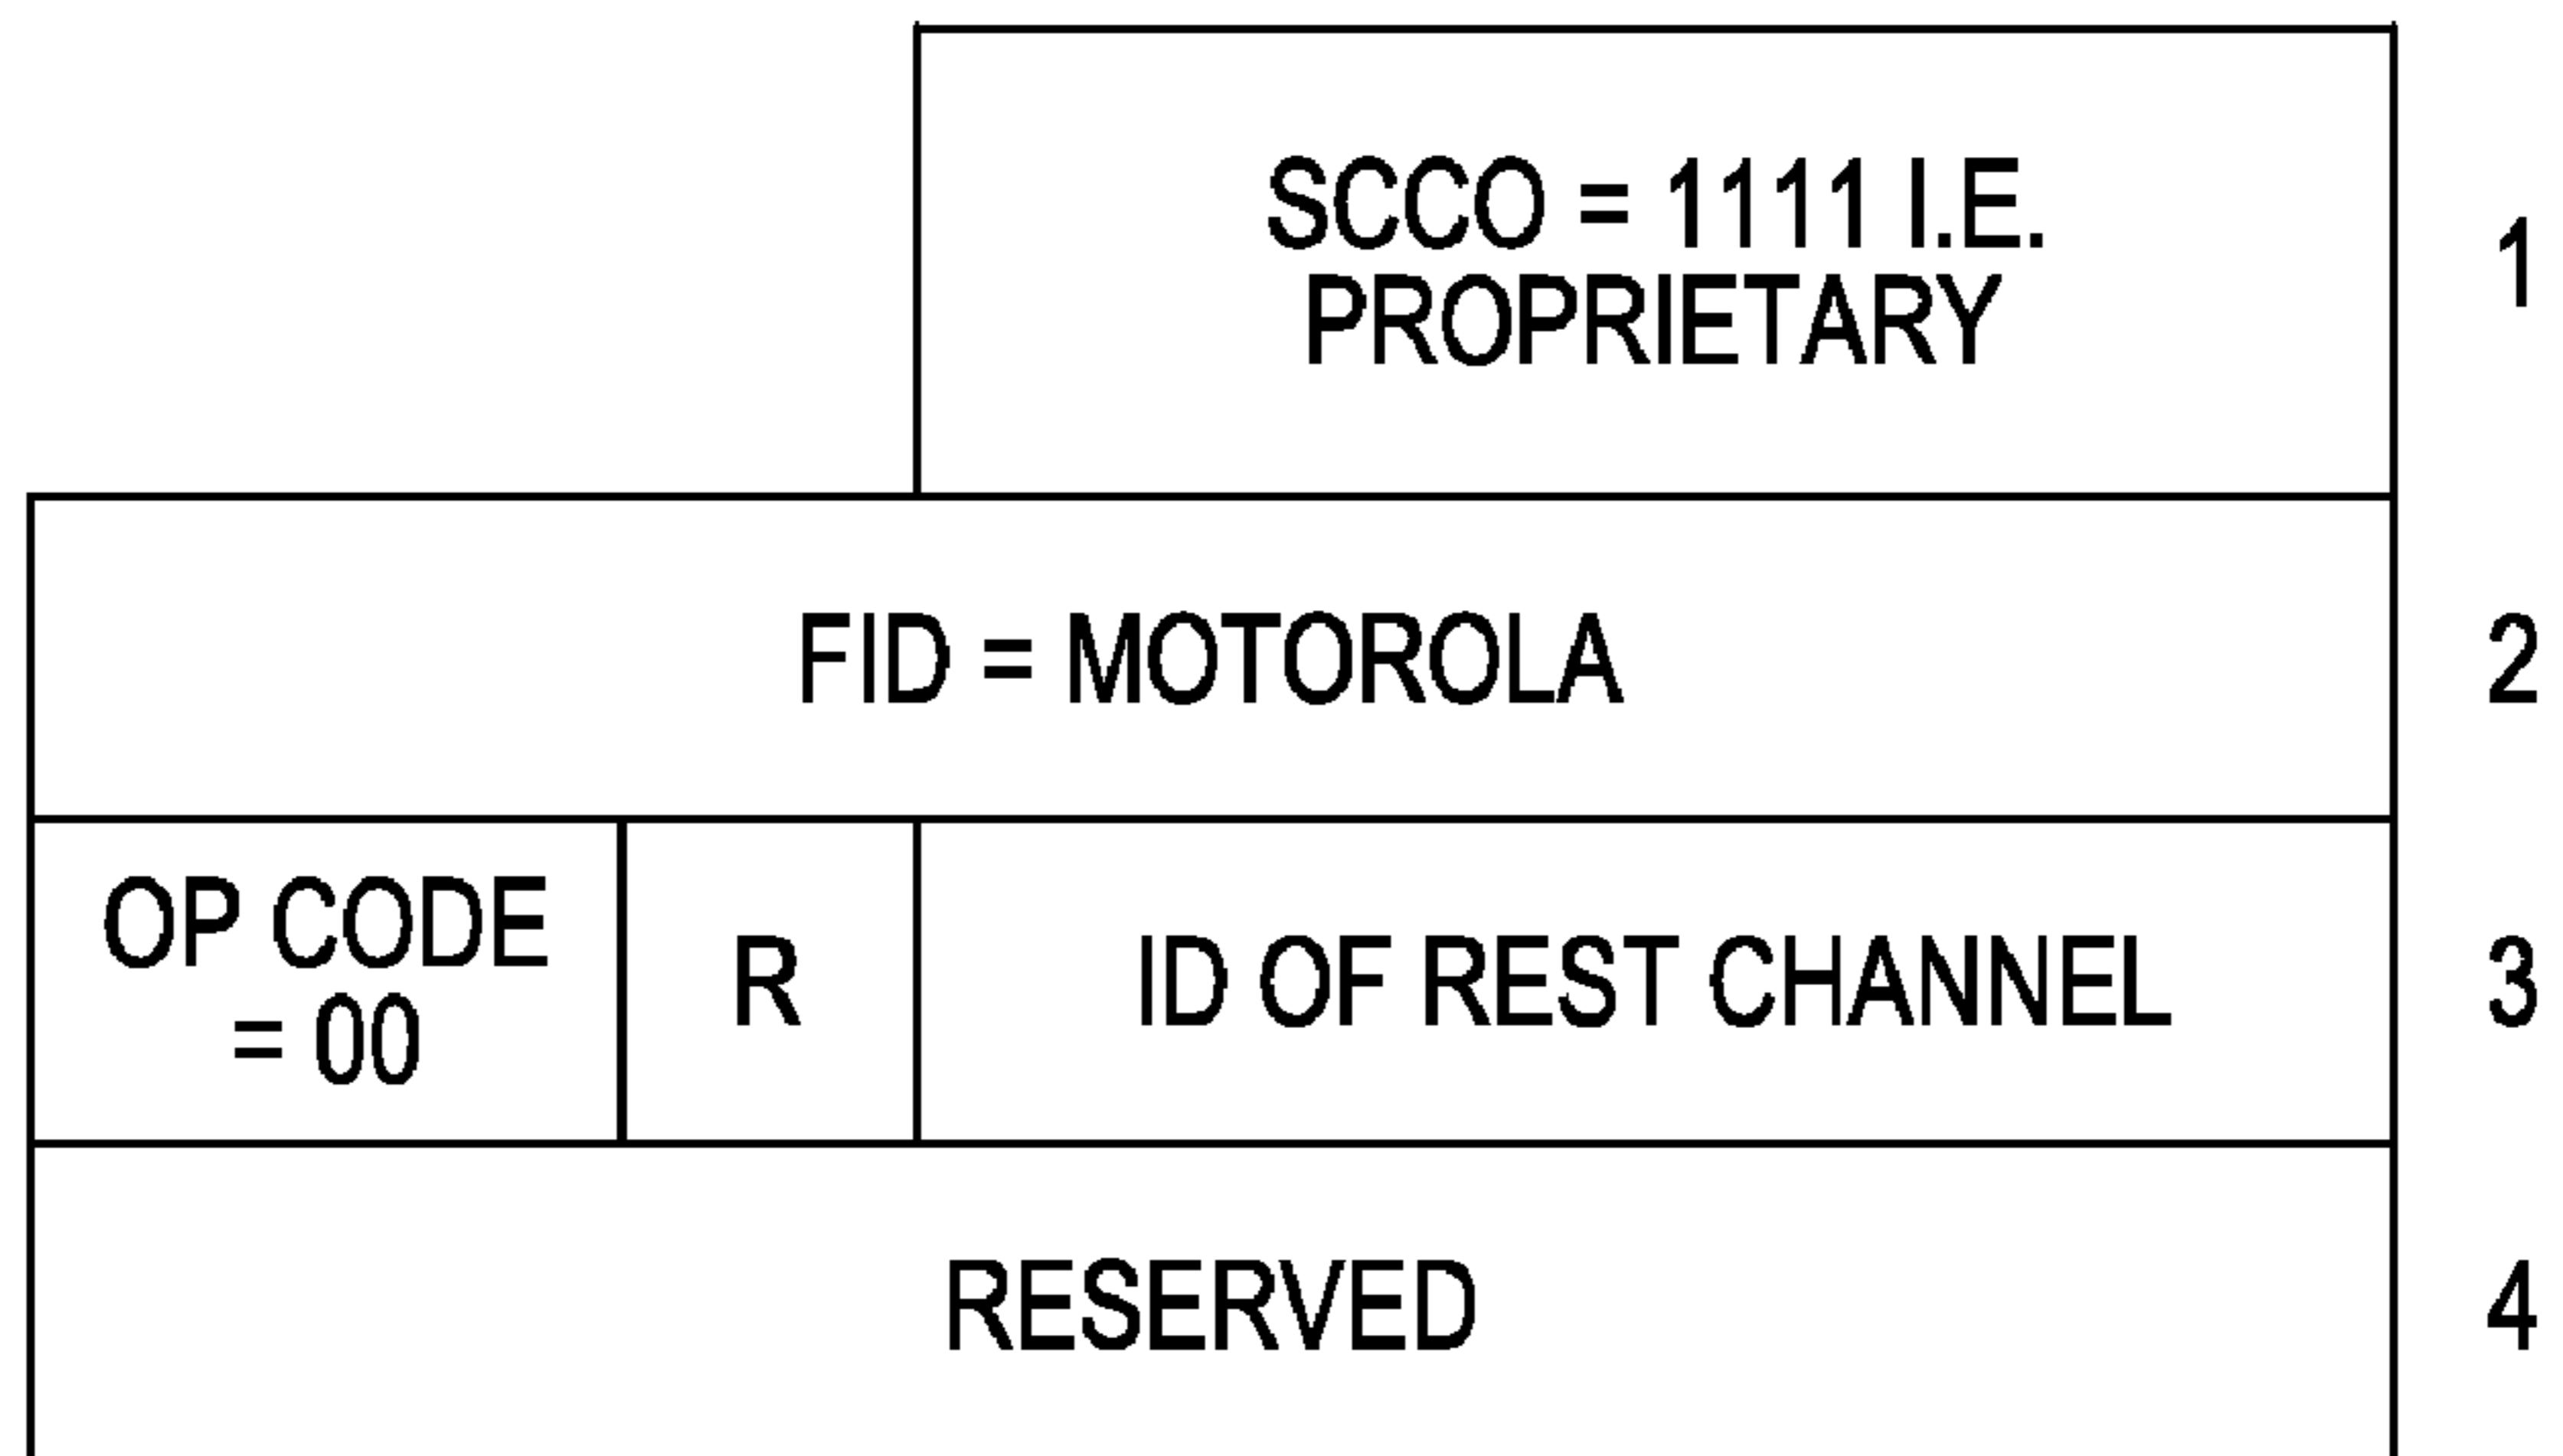 SCCO = 1111 I.E.
PROPRIETARY
1
FID = MOTOROLA
2
OP CODE
= 00
R
ID OF REST CHANNEL
3
RESERVED
4